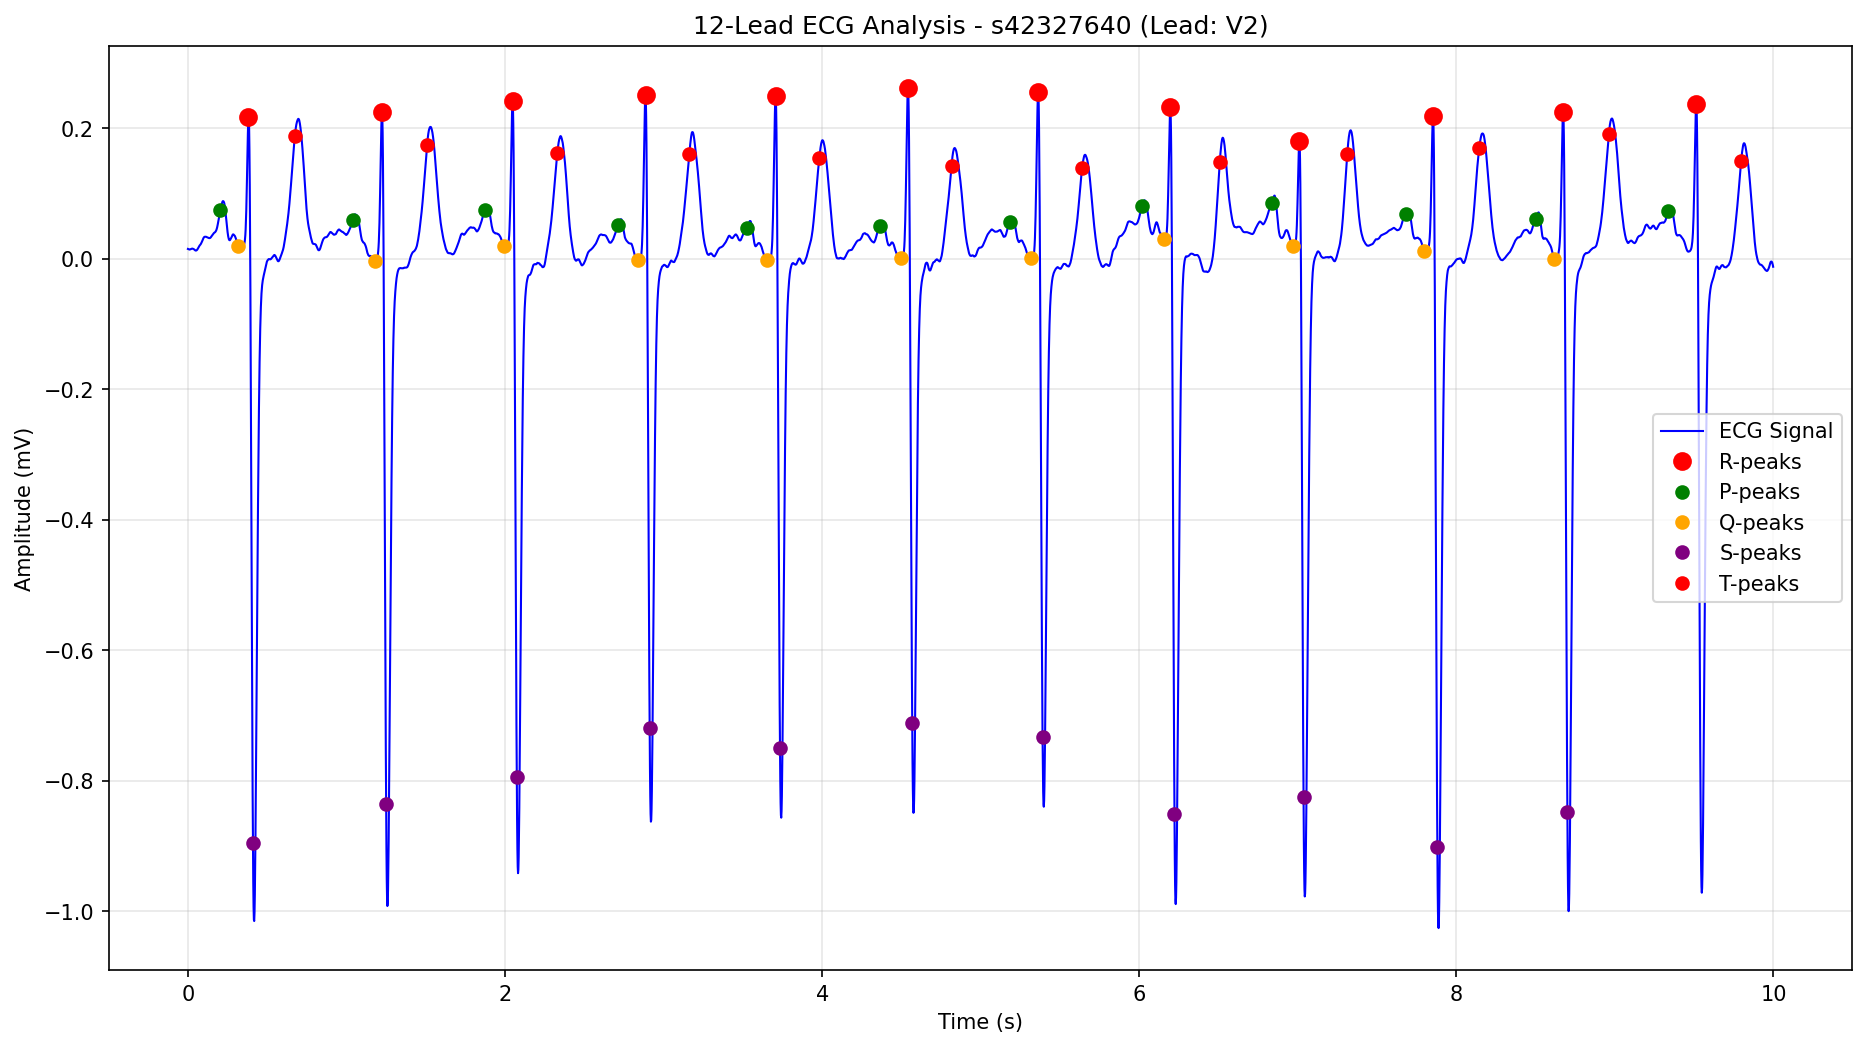 12-Lead ECG Analysis - s42327640 (Lead: V2)
Amplitude (mV)
0.2
0.0
−0.2
−0.4
−0.6
−0.8
−1.0
ECG Signal
R-peaks
P-peaks
Q-peaks
S-peaks
T-peaks
0 2 4 6 8 10
Time (s)